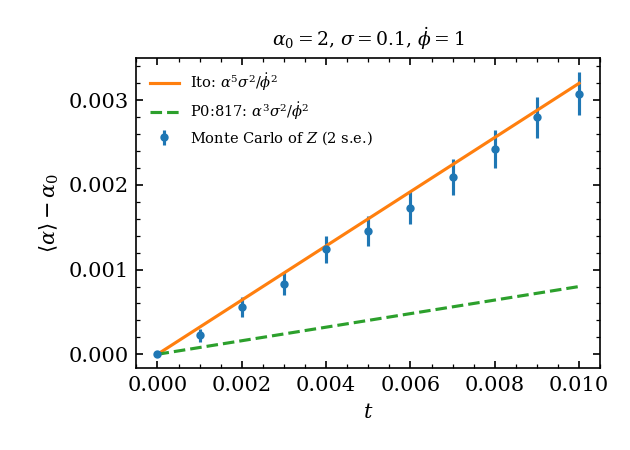 α₀ = 2, σ = 0.1, ϕ̇ = 1
Ito: α⁵σ²/ϕ̇²
P0:817: α³σ²/ϕ̇²
Monte Carlo of Z (2 s.e.)
⟨α⟩ − α₀
0.003
0.002
0.001
0.000
0.000 0.002 0.004 0.006 0.008 0.010
t